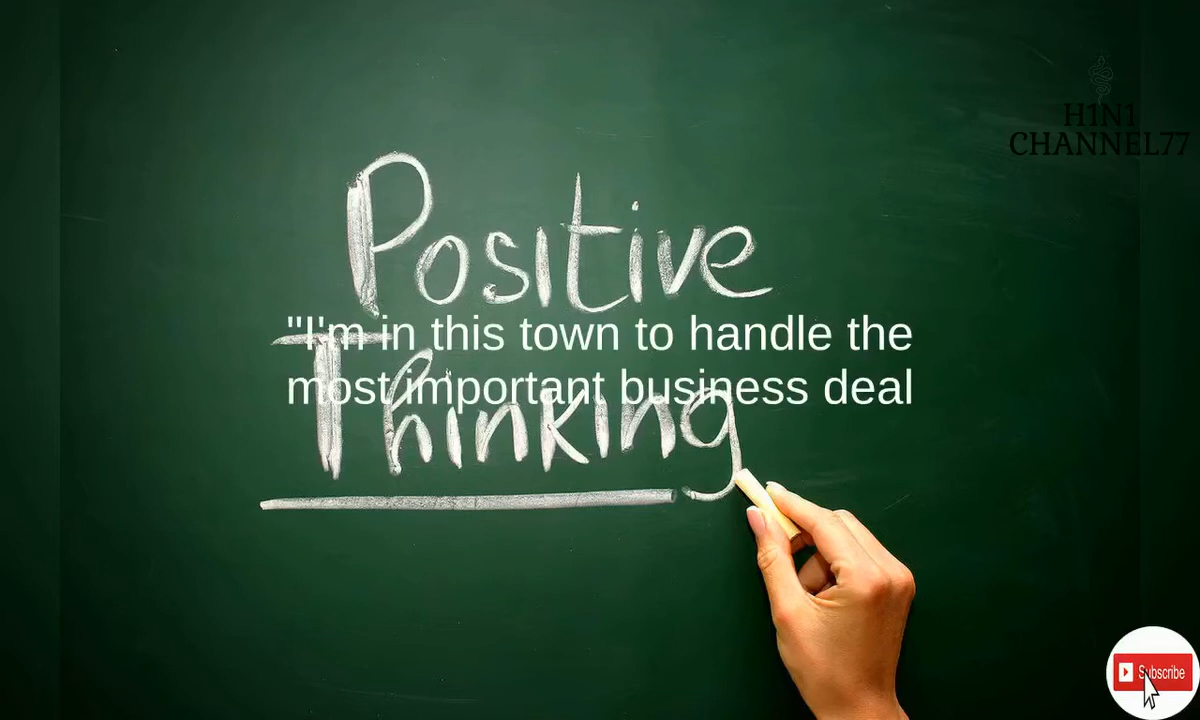 H1N1
CHANNEL77
Positive
"I'm in this town to handle the
most important business deal
Thinking
Subscribe